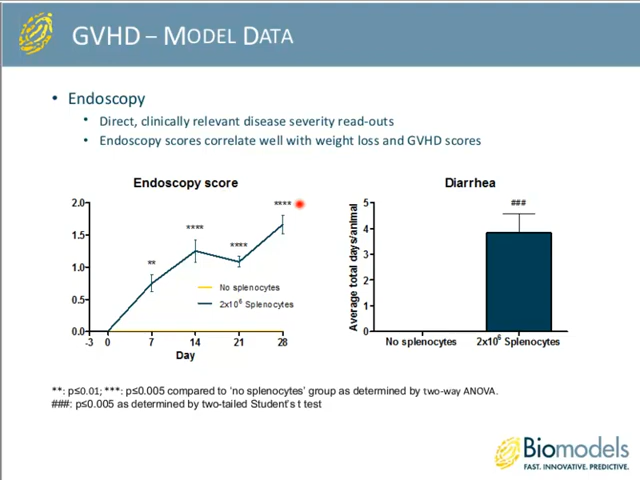 GVHD – MODEL DATA
• Endoscopy
• Direct, clinically relevant disease severity read-outs
• Endoscopy scores correlate well with weight loss and GVHD scores
Endoscopy score
2.0
1.5
1.0
0.5
0.0
-3 0 7 14 21 28
Day
** **** **** ****
No splenocytes
2x10⁶ Splenocytes
Diarrhea
Average total days/animal
5
4
3
2
1
0
###
No splenocytes 2x10⁶ Splenocytes
**: p≤0.01; ***: p≤0.005 compared to ‘no splenocytes’ group as determined by two-way ANOVA.
###: p≤0.005 as determined by two-tailed Student's t test
Biomodels
FAST. INNOVATIVE. PREDICTIVE.